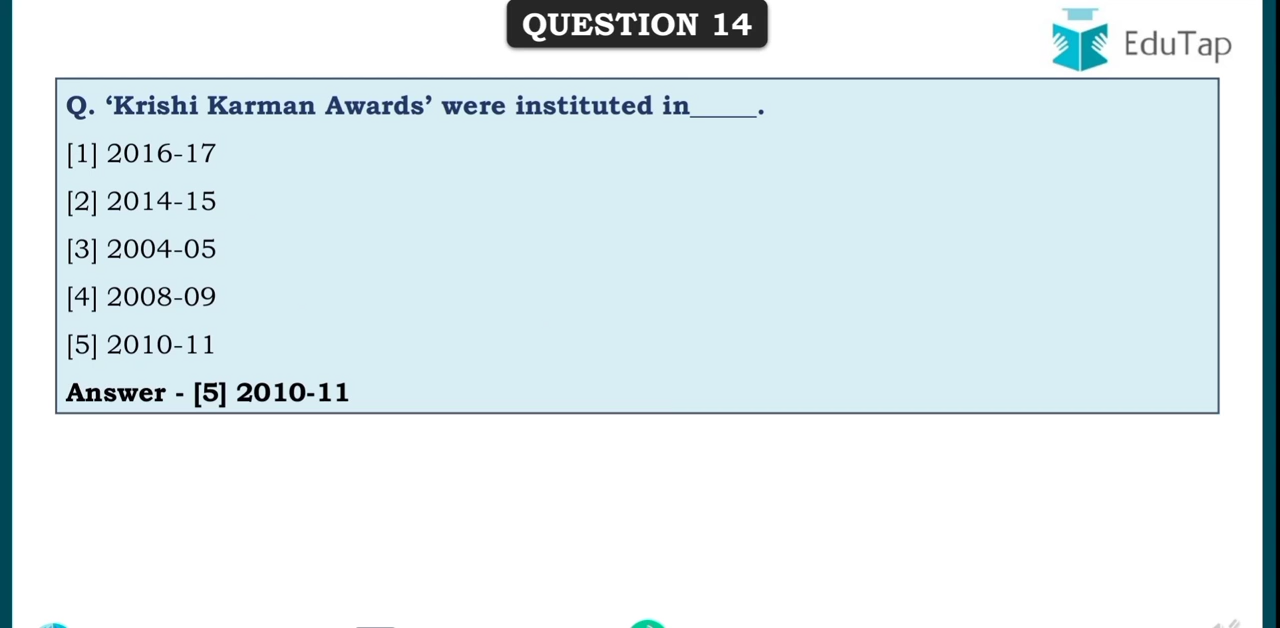 QUESTION 14
EduTap
Q. ‘Krishi Karman Awards’ were instituted in_____.
[1] 2016-17
[2] 2014-15
[3] 2004-05
[4] 2008-09
[5] 2010-11
Answer - [5] 2010-11